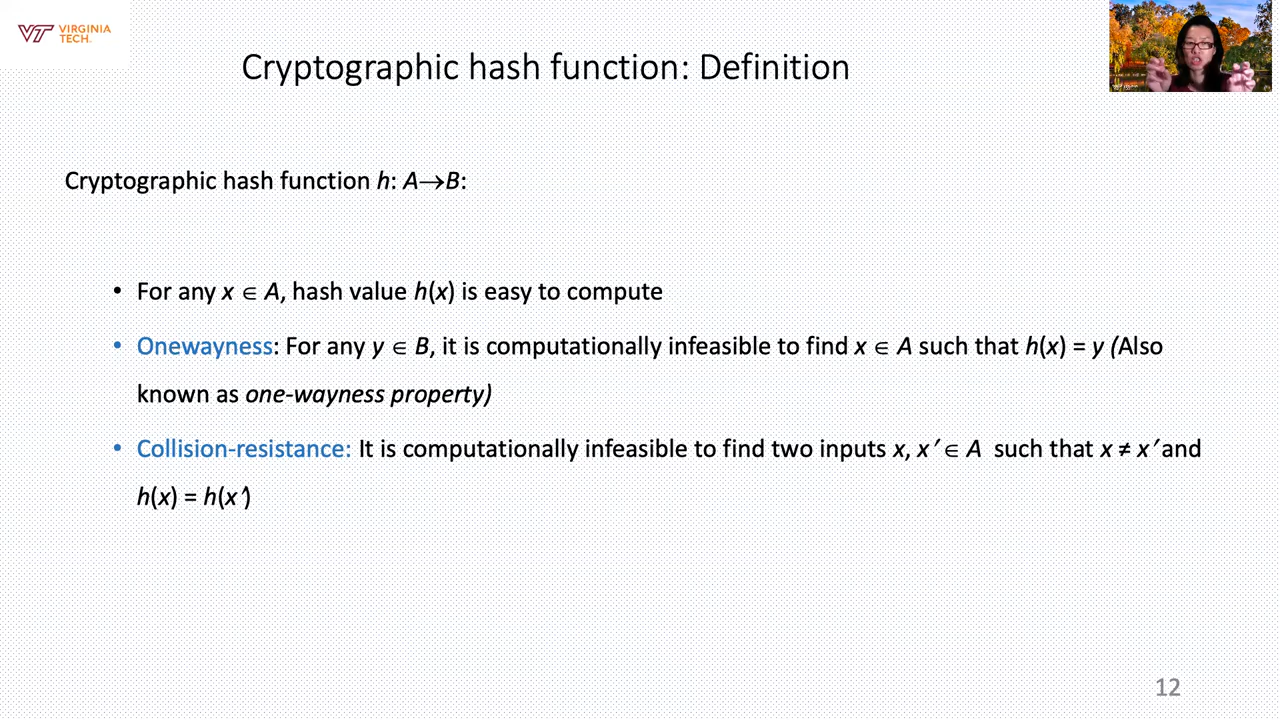 VT VIRGINIA
TECH.
Cryptographic hash function: Definition
Cryptographic hash function h: A→B:
• For any x ∈ A, hash value h(x) is easy to compute
• Onewayness: For any y ∈ B, it is computationally infeasible to find x ∈ A such that h(x) = y (Also
known as one-wayness property)
• Collision-resistance: It is computationally infeasible to find two inputs x, x′ ∈ A such that x ≠ x′ and
h(x) = h(x′)
12